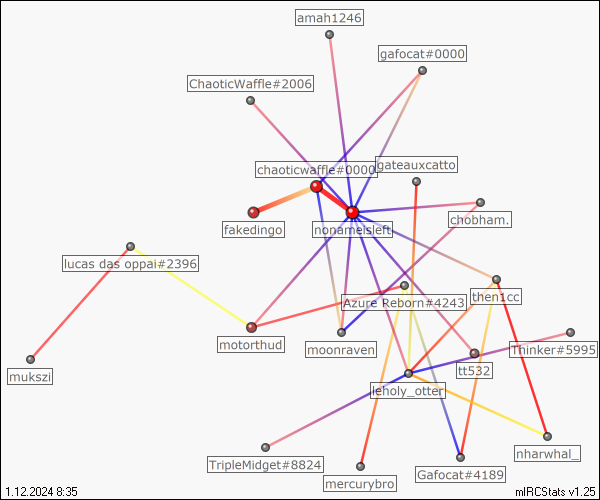 amah1246
gafocat#0000
ChaoticWaffle#2006
chaoticwaffle#0000
gateauxcatto
chobham.
fakedingo
nonameisleft
lucas das oppai#2396
then1cc
Azure Reborn#4243
motorthud
moonraven
Thinker#5995
mukszi
tt532
leholy_otter
nharwhal_
TripleMidget#8824
Gafocat#4189
mercurybro
1.12.2024 8:35
mIRCStats v1.25